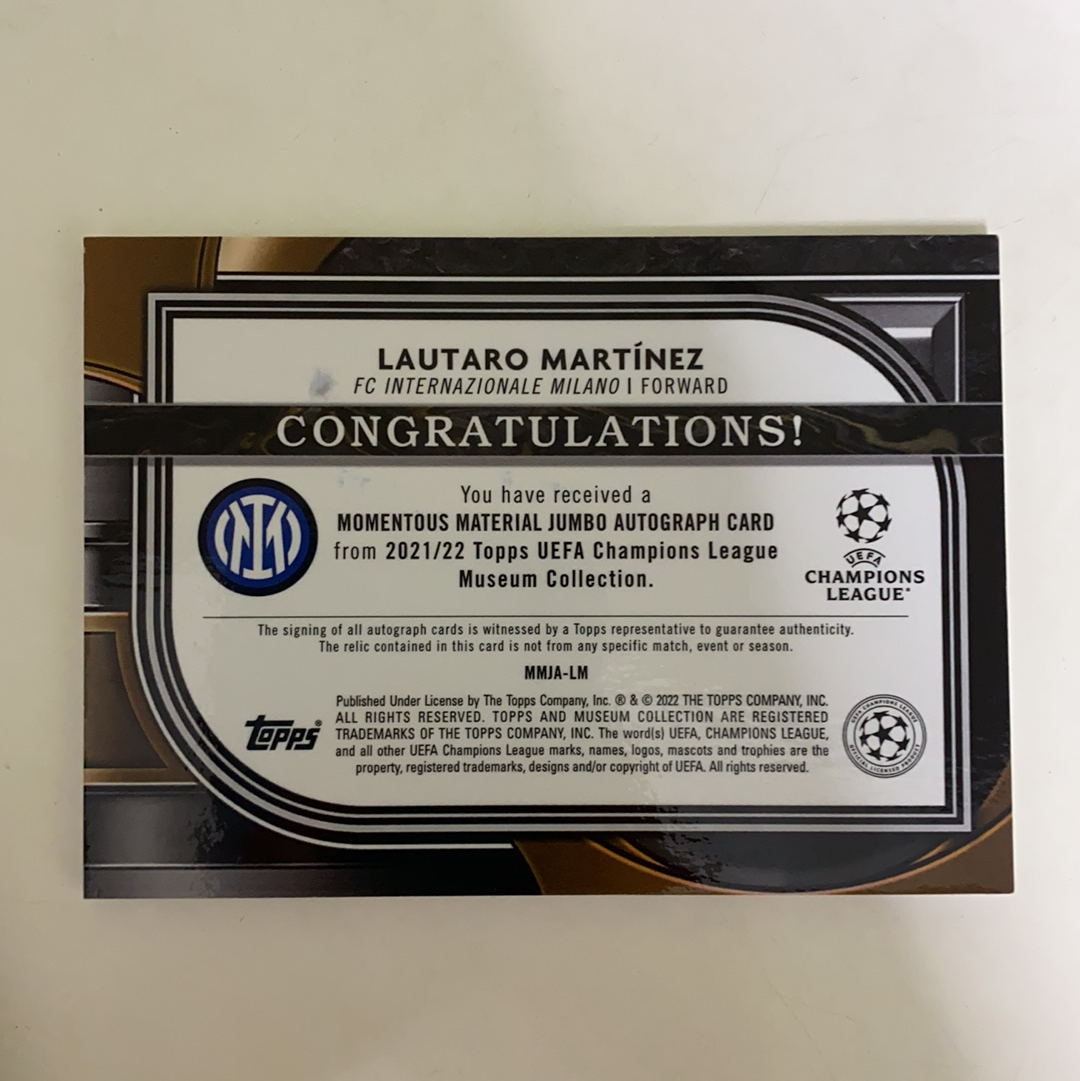 LAUTARO MARTÍNEZ
FC INTERNAZIONALE MILANO | FORWARD
CONGRATULATIONS!
You have received a
MOMENTOUS MATERIAL JUMBO AUTOGRAPH CARD
from 2021/22 Topps UEFA Champions League
Museum Collection.
UEFA
CHAMPIONS
LEAGUE®
The signing of all autograph cards is witnessed by a Topps representative to guarantee authenticity.
The relic contained in this card is not from any specific match, event or season.
MMJA-LM
topps®
Published Under License by The Topps Company, Inc. ® & © 2022 THE TOPPS COMPANY, INC.
ALL RIGHTS RESERVED. TOPPS AND MUSEUM COLLECTION ARE REGISTERED
TRADEMARKS OF THE TOPPS COMPANY, INC. The word(s) UEFA, CHAMPIONS LEAGUE,
and all other UEFA Champions League marks, names, logos, mascots and trophies are the
property, registered trademarks, designs and/or copyright of UEFA. All rights reserved.
UEFA CHAMPIONS LEAGUE
OFFICIAL LICENSED PRODUCT